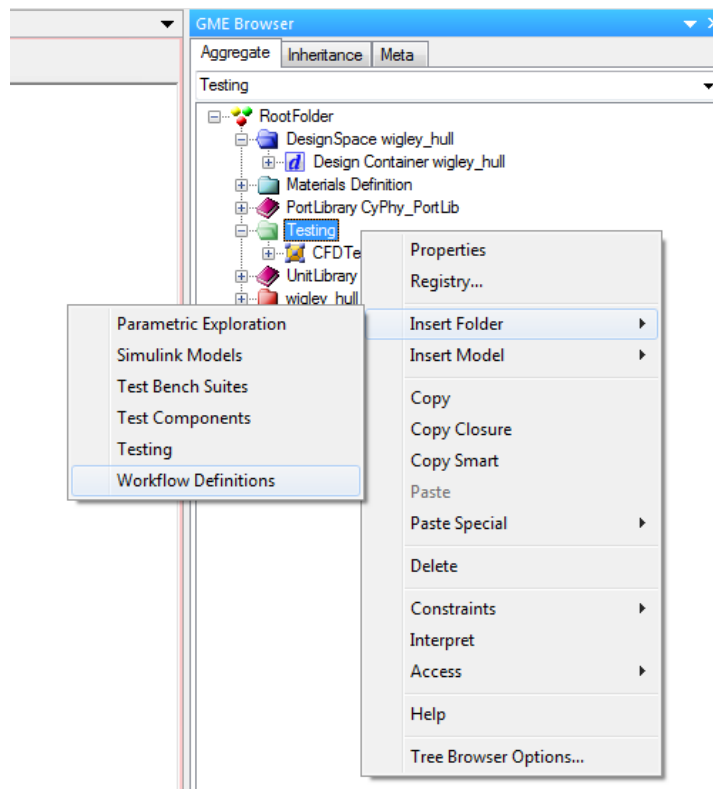 GME Browser
Aggregate Inheritance Meta
Testing
RootFolder
DesignSpace wigley_hull
d Design Container wigley_hull
Materials Definition
PortLibrary CyPhy_PortLib
Testing
CFDTe
UnitLibrary
wigley_hull
Properties
Registry...
Insert Folder
Insert Model
Copy
Copy Closure
Copy Smart
Paste
Paste Special
Delete
Constraints
Interpret
Access
Help
Tree Browser Options...
Parametric Exploration
Simulink Models
Test Bench Suites
Test Components
Testing
Workflow Definitions